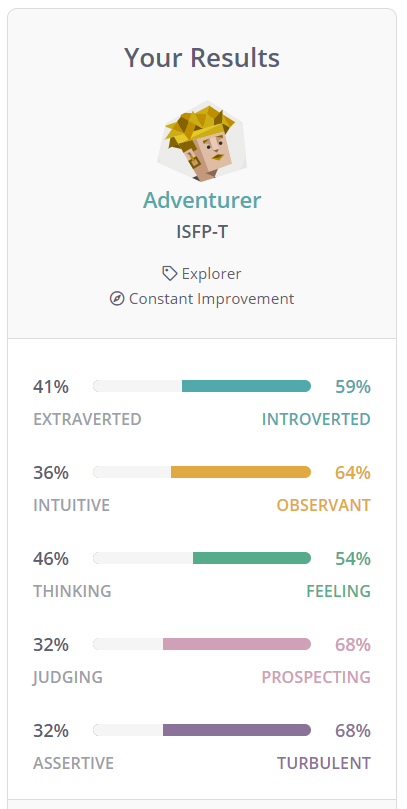 Your Results
Adventurer
ISFP-T
Explorer
Constant Improvement
41% 59%
EXTRAVERTED INTROVERTED
36% 64%
INTUITIVE OBSERVANT
46% 54%
THINKING FEELING
32% 68%
JUDGING PROSPECTING
32% 68%
ASSERTIVE TURBULENT